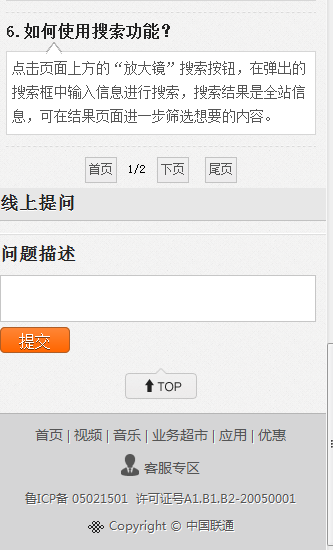 6.如何使用搜索功能？
点击页面上方的“放大镜”搜索按钮，在弹出的
搜索框中输入信息进行搜索，搜索结果是全站信
息，可在结果页面进一步筛选想要的内容。
首页 1/2 下页 尾页
线上提问
问题描述
提交
TOP
首页 | 视频 | 音乐 | 业务超市 | 应用 | 优惠
客服专区
鲁ICP备 05021501 许可证号A1.B1.B2-20050001
Copyright © 中国联通